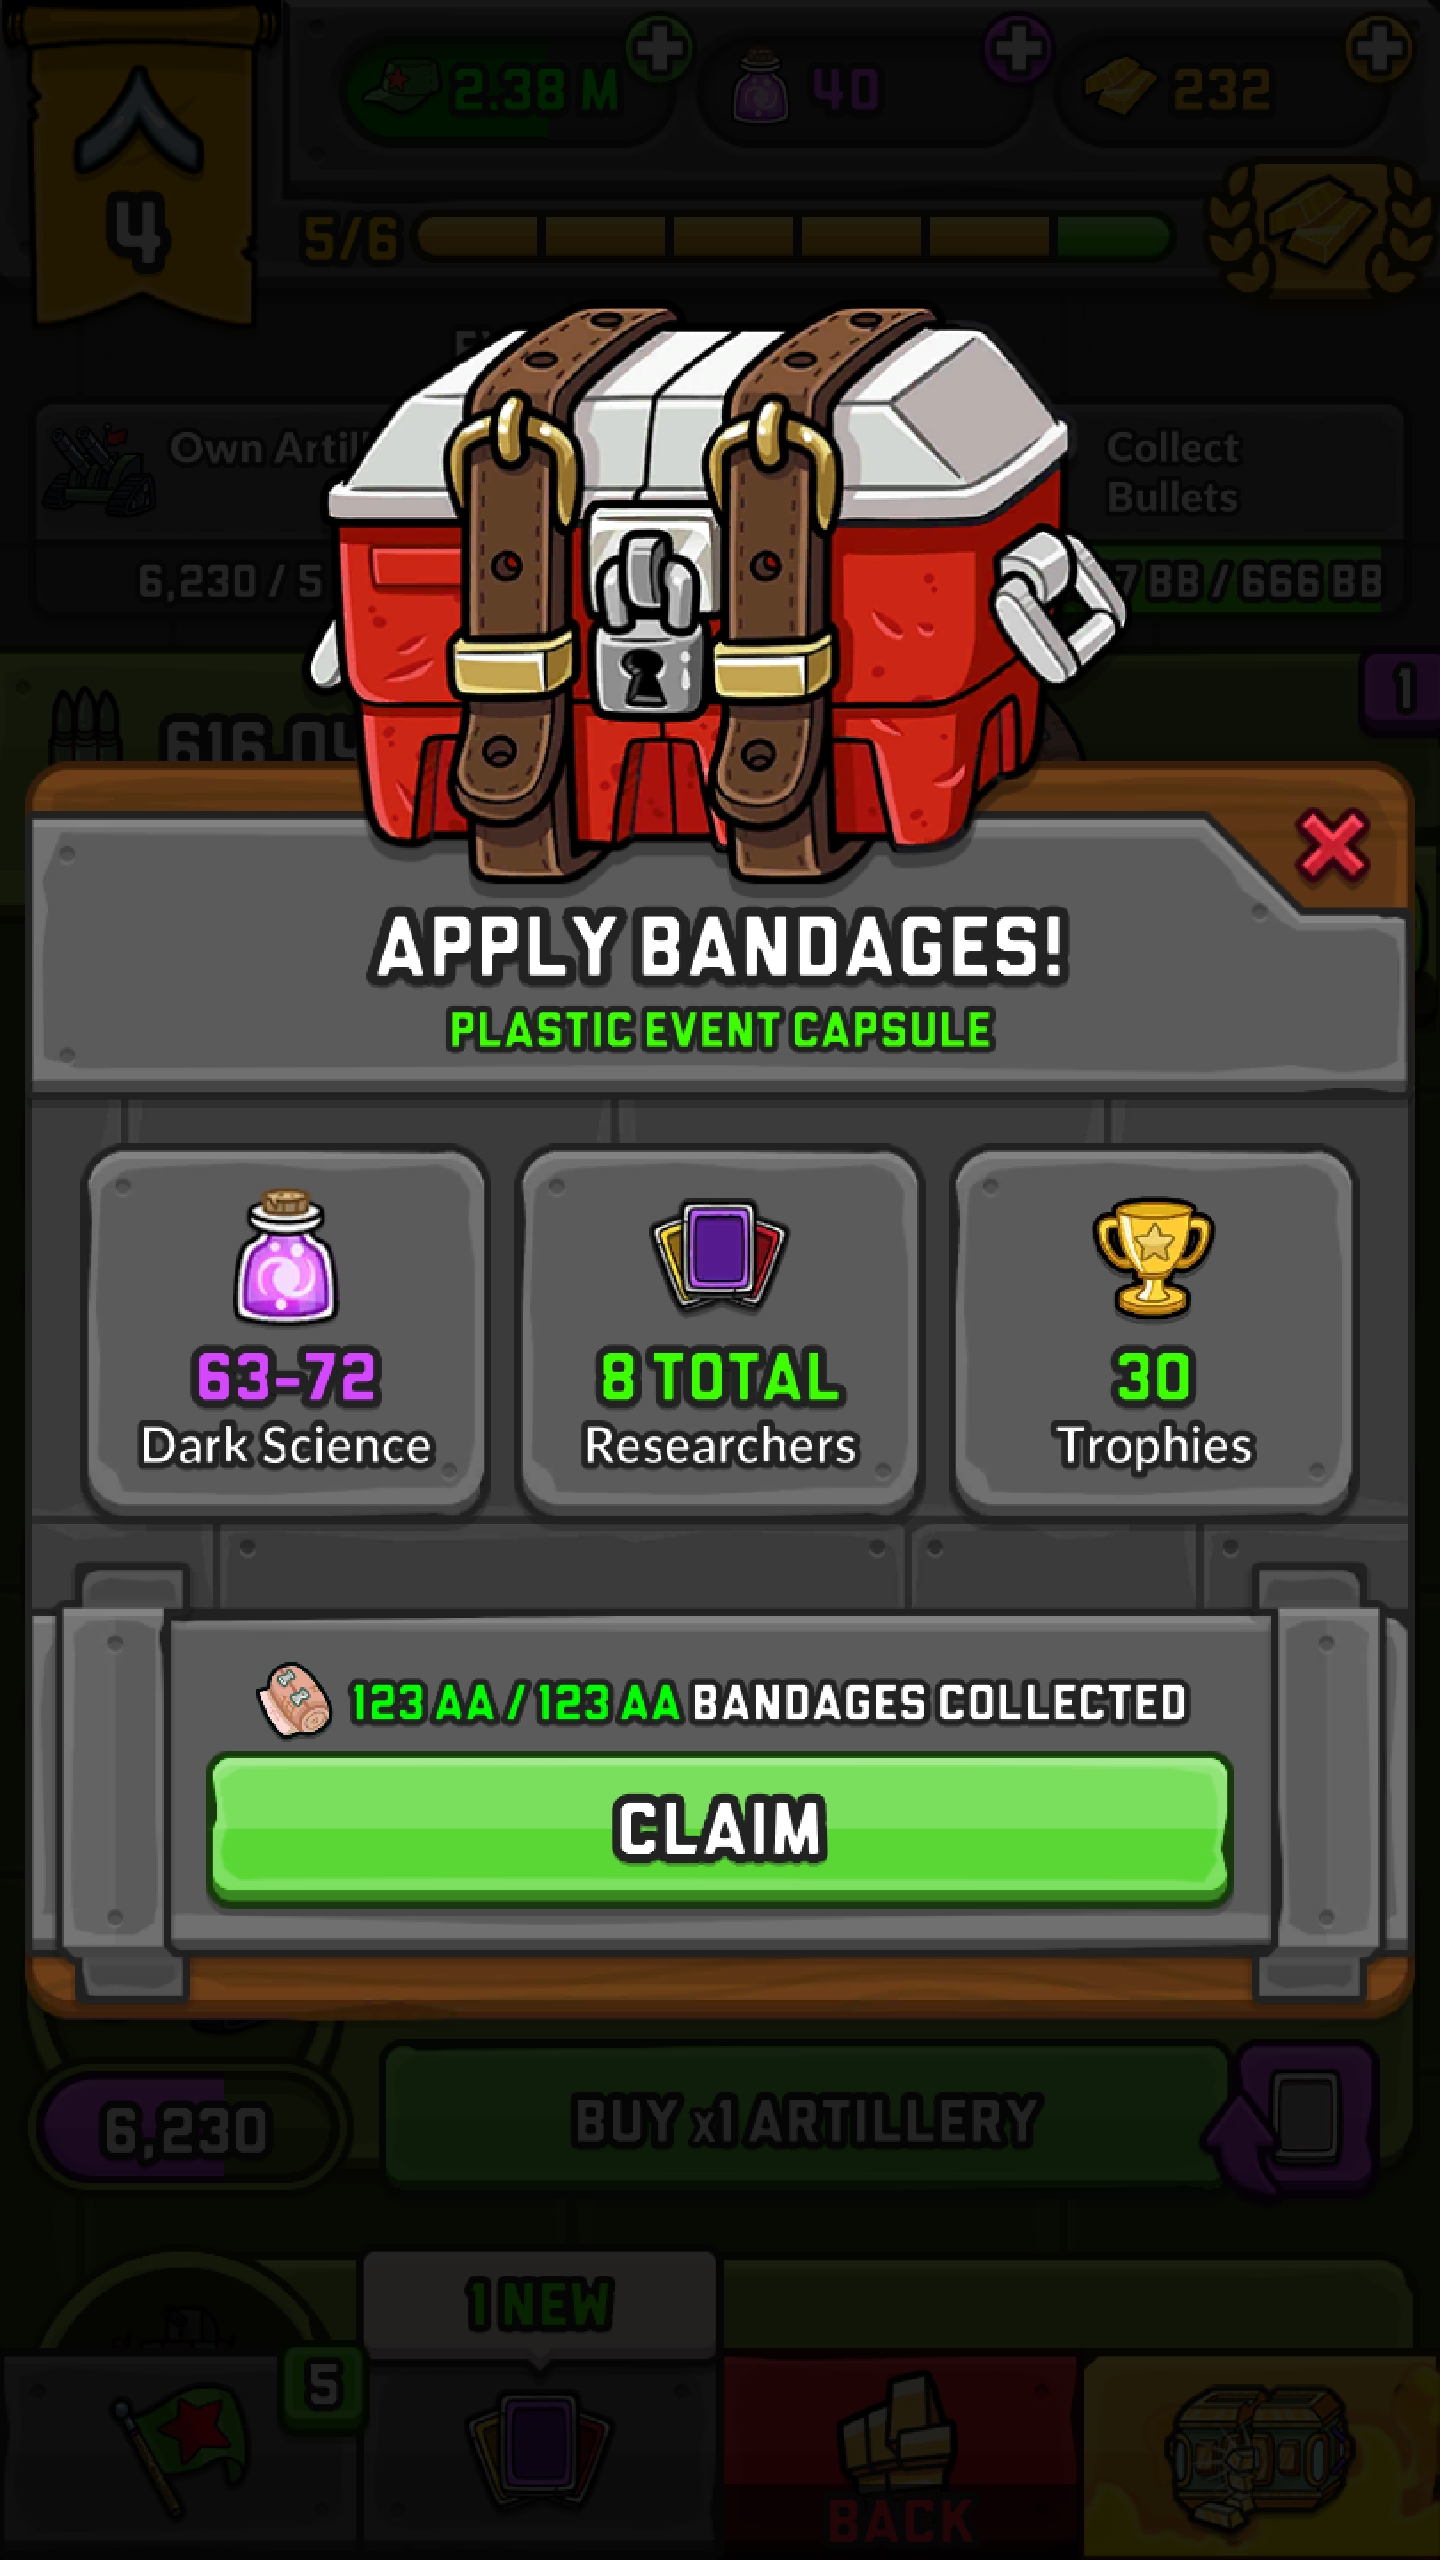 2.38 M
40
232
4
5/6
Own Artil
Collect
Bullets
6,230 / 5
7 BB / 666 BB
616.04
1
APPLY BANDAGES!
PLASTIC EVENT CAPSULE
63-72
8 TOTAL
30
Dark Science
Researchers
Trophies
123 AA / 123 AA BANDAGES COLLECTED
CLAIM
6,230
BUY x1 ARTILLERY
1 NEW
5
BACK